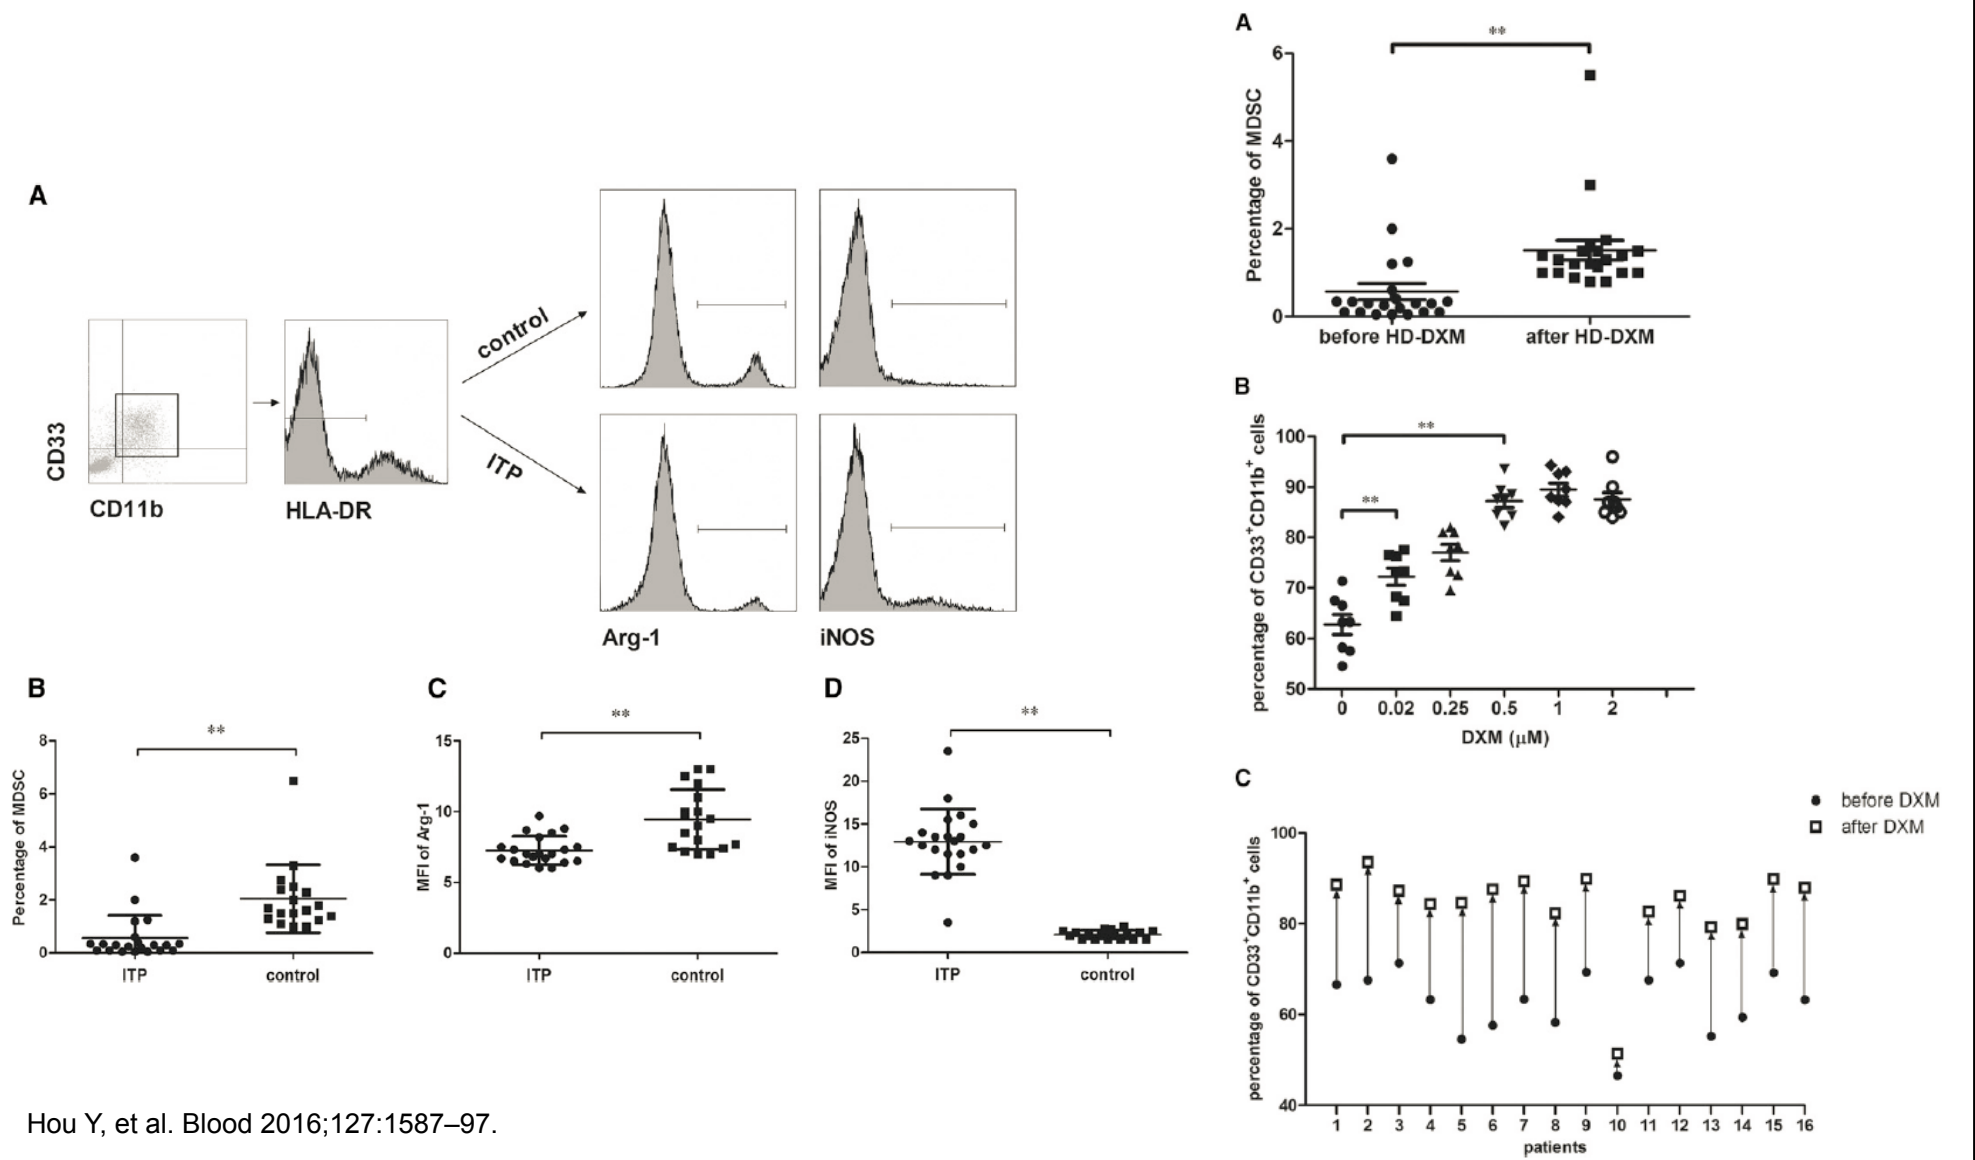 A
CD33
CD11b
HLA-DR
control
ITP
Arg-1
iNOS
B
**
Percentage of MDSC
8
6
4
2
0
ITP
control
C
**
MFI of Arg-1
15
10
5
0
ITP
control
D
**
MFI of iNOS
25
20
15
10
5
0
ITP
control
A
**
Percentage of MDSC
6
4
2
0
before HD-DXM
after HD-DXM
B
**
**
percentage of CD33⁺CD11b⁺ cells
100
90
80
70
60
50
0 0.02 0.25 0.5 1 2
DXM (μM)
C
before DXM
after DXM
percentage of CD33⁺CD11b⁺ cells
100
80
60
40
1 2 3 4 5 6 7 8 9 10 11 12 13 14 15 16
patients
Hou Y, et al. Blood 2016;127:1587–97.